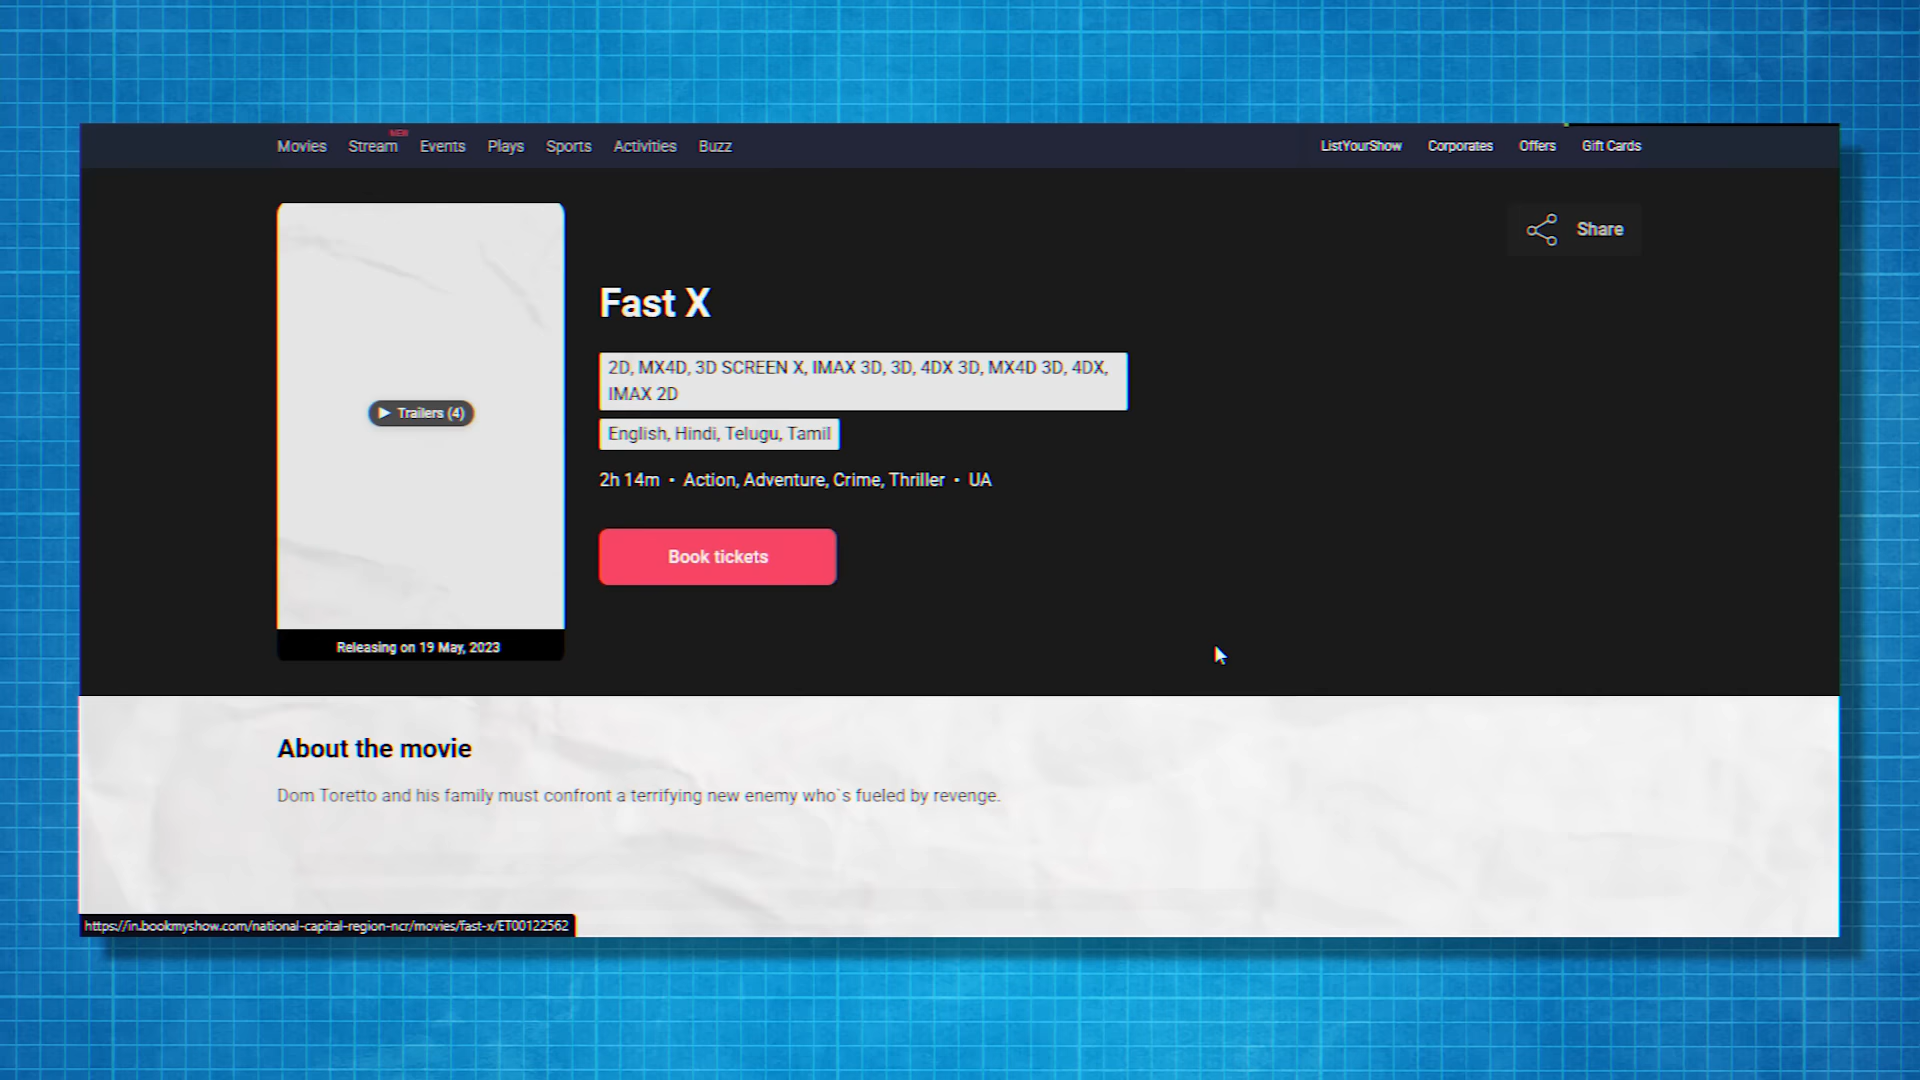 Movies Stream NEW Events Plays Sports Activities Buzz ListYourShow Corporates Offers Gift Cards
Share
Fast X
2D, MX4D, 3D SCREEN X, IMAX 3D, 3D, 4DX 3D, MX4D 3D, 4DX,
IMAX 2D
Trailers (4)
English, Hindi, Telugu, Tamil
2h 14m • Action, Adventure, Crime, Thriller • UA
Book tickets
Releasing on 19 May, 2023
About the movie
Dom Toretto and his family must confront a terrifying new enemy who`s fueled by revenge.
https://in.bookmyshow.com/national-capital-region-ncr/movies/fast-x/ET00122562